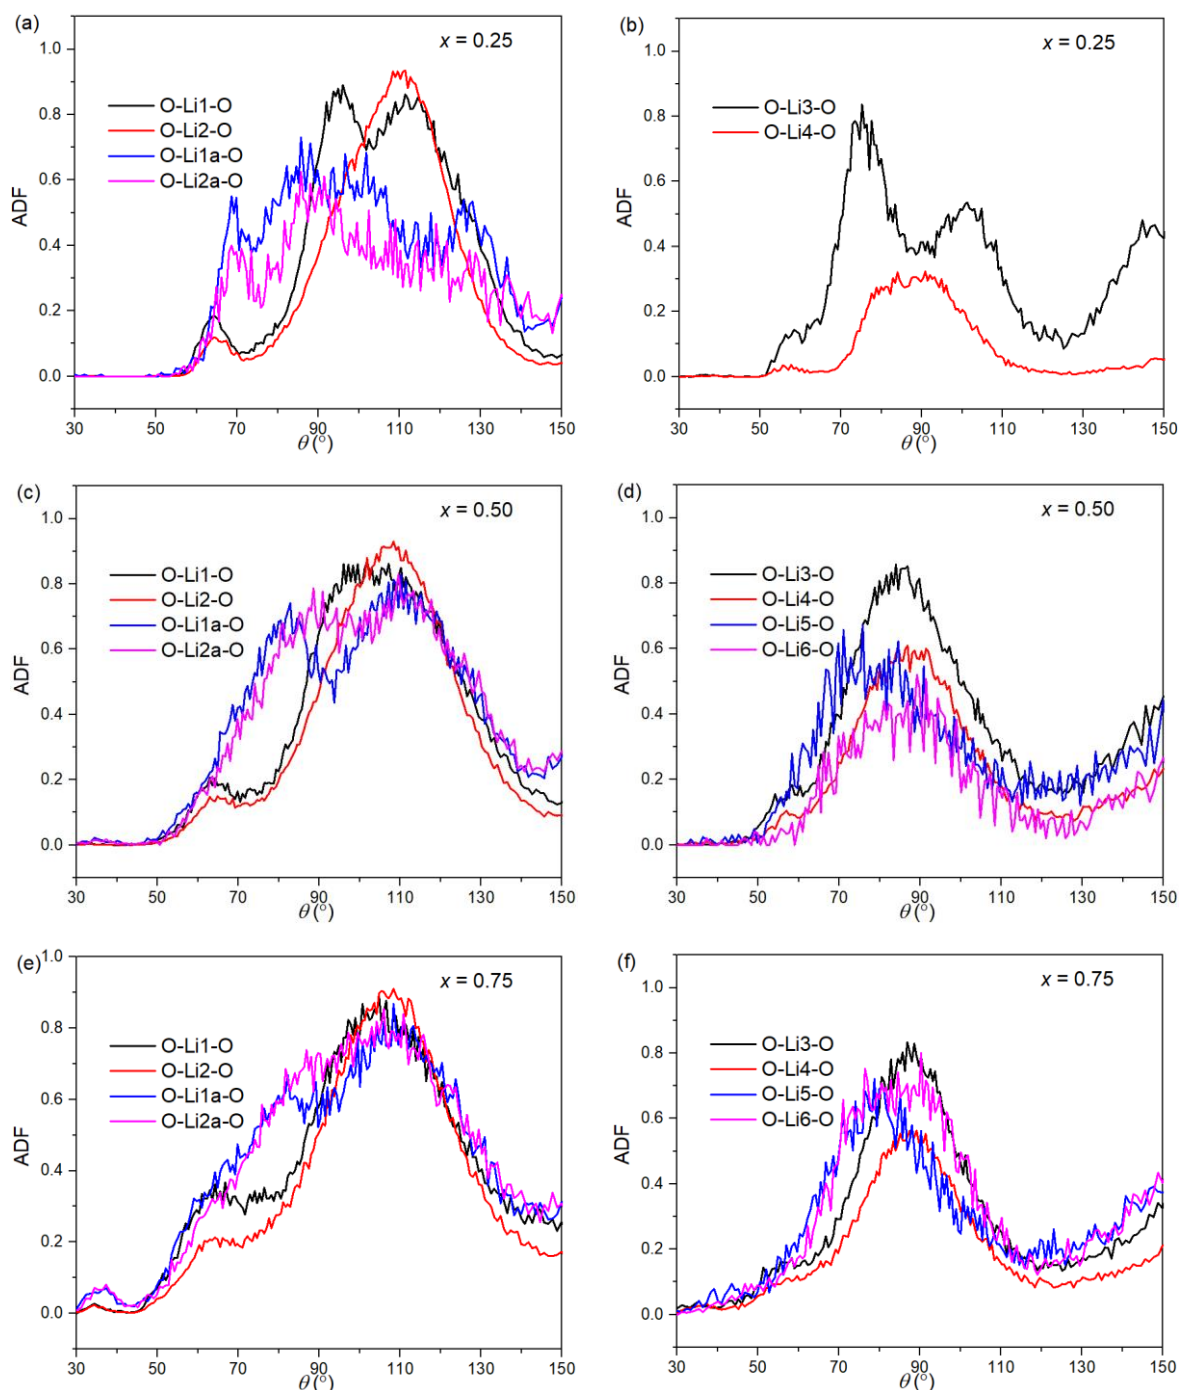 (a)
x = 0.25
O-Li1-O
O-Li2-O
O-Li1a-O
O-Li2a-O
ADF
1.0
0.8
0.6
0.4
0.2
0.0
30 50 70 90 110 130 150
θ (°)
(b)
x = 0.25
O-Li3-O
O-Li4-O
ADF
1.0
0.8
0.6
0.4
0.2
0.0
30 50 70 90 110 130 150
θ (°)
(c)
x = 0.50
O-Li1-O
O-Li2-O
O-Li1a-O
O-Li2a-O
ADF
1.0
0.8
0.6
0.4
0.2
0.0
30 50 70 90 110 130 150
θ (°)
(d)
x = 0.50
O-Li3-O
O-Li4-O
O-Li5-O
O-Li6-O
ADF
1.0
0.8
0.6
0.4
0.2
0.0
30 50 70 90 110 130 150
θ (°)
(e)
x = 0.75
O-Li1-O
O-Li2-O
O-Li1a-O
O-Li2a-O
ADF
1.0
0.8
0.6
0.4
0.2
0.0
30 50 70 90 110 130 150
θ (°)
(f)
x = 0.75
O-Li3-O
O-Li4-O
O-Li5-O
O-Li6-O
ADF
1.0
0.8
0.6
0.4
0.2
0.0
30 50 70 90 110 130 150
θ (°)